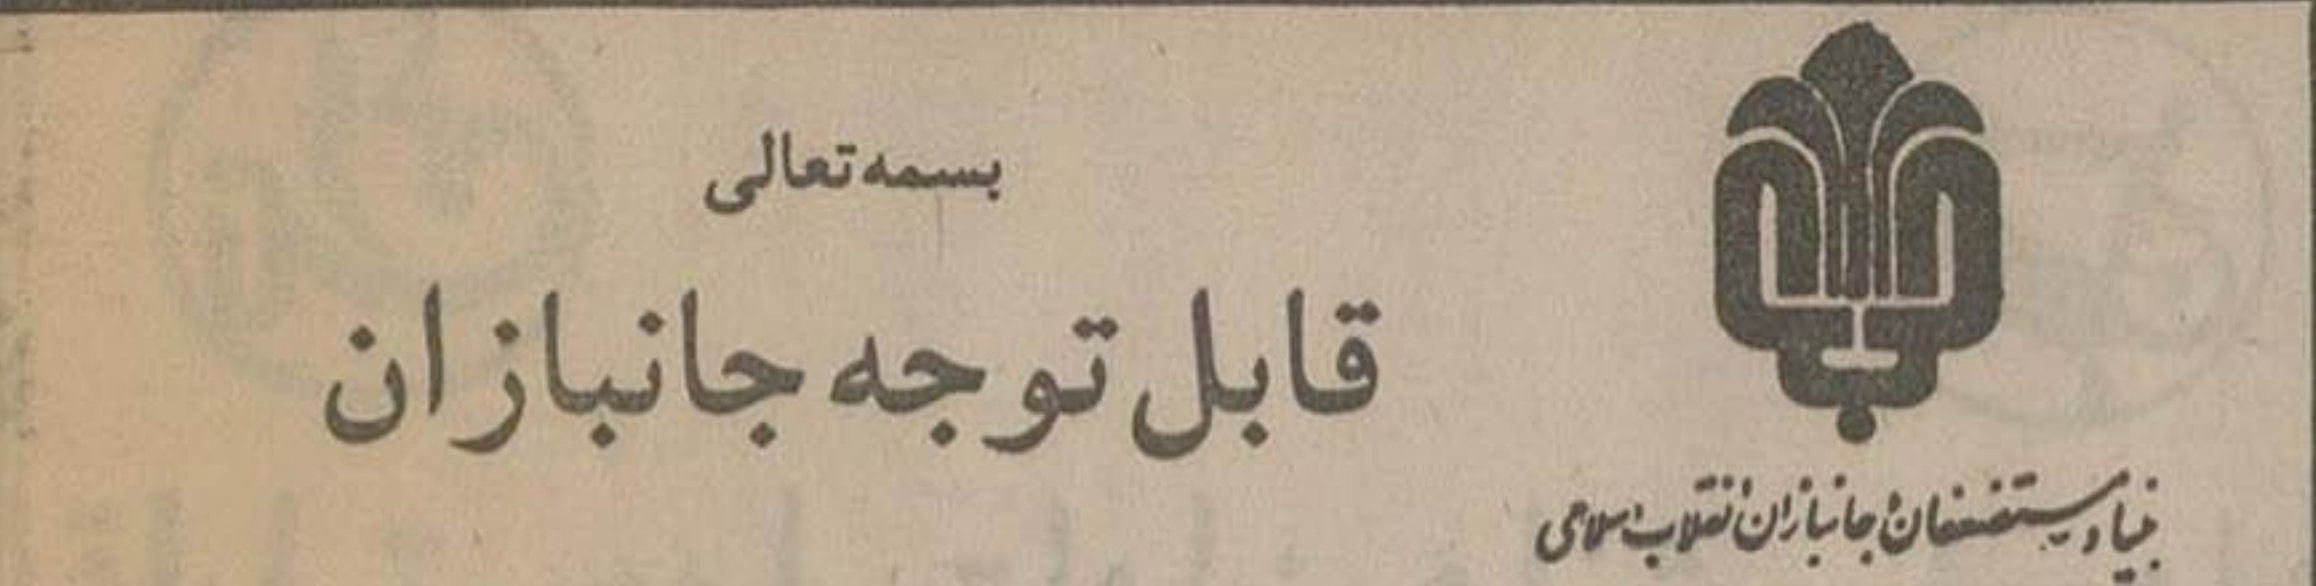 بسمه تعالی
قابل توجه جانبازان
بنیاد مستضعفان و جانبازان انقلاب اسلامی